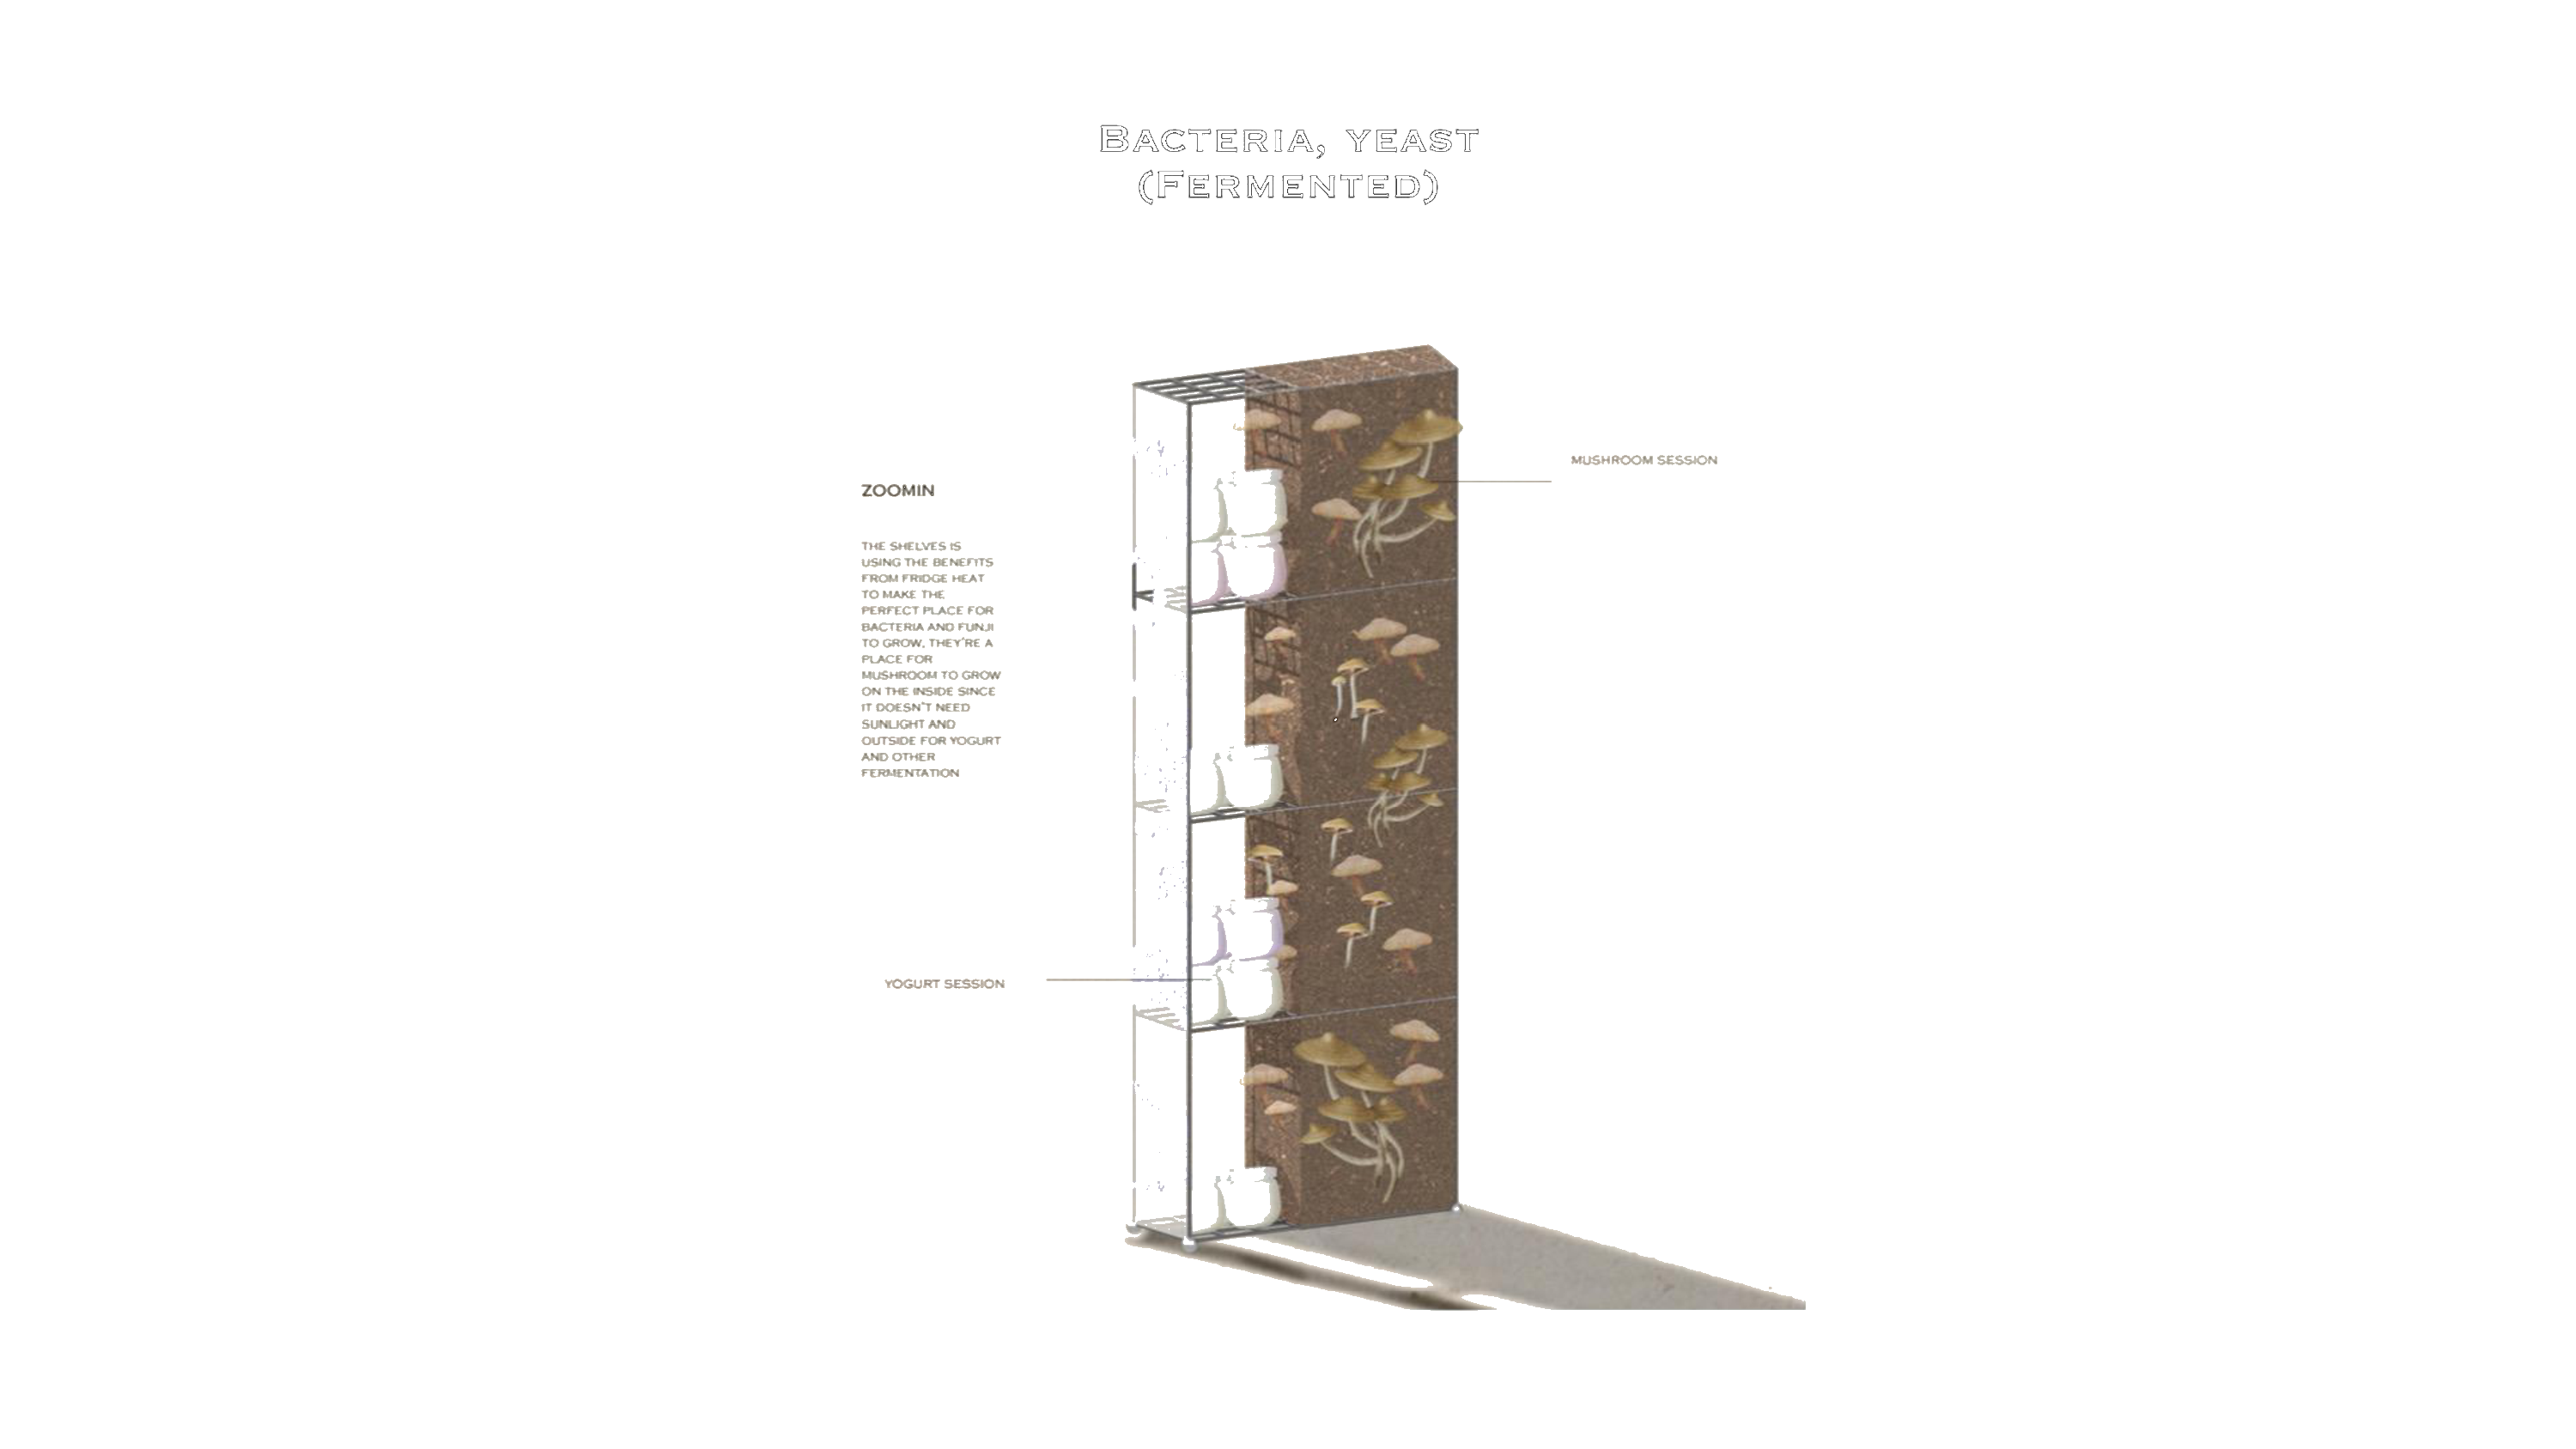 BACTERIA, YEAST
(FERMENTED)
MUSHROOM SESSION
ZOOMIN
THE SHELVES IS
USING THE BENEFITS
FROM FRIDGE HEAT
TO MAKE THE
PERFECT PLACE FOR
BACTERIA AND FUNJI
TO GROW, THEY'RE A
PLACE FOR
MUSHROOM TO GROW
ON THE INSIDE SINCE
IT DOESN'T NEED
SUNLIGHT AND
OUTSIDE FOR YOGURT
AND OTHER
FERMENTATION
YOGURT SESSION